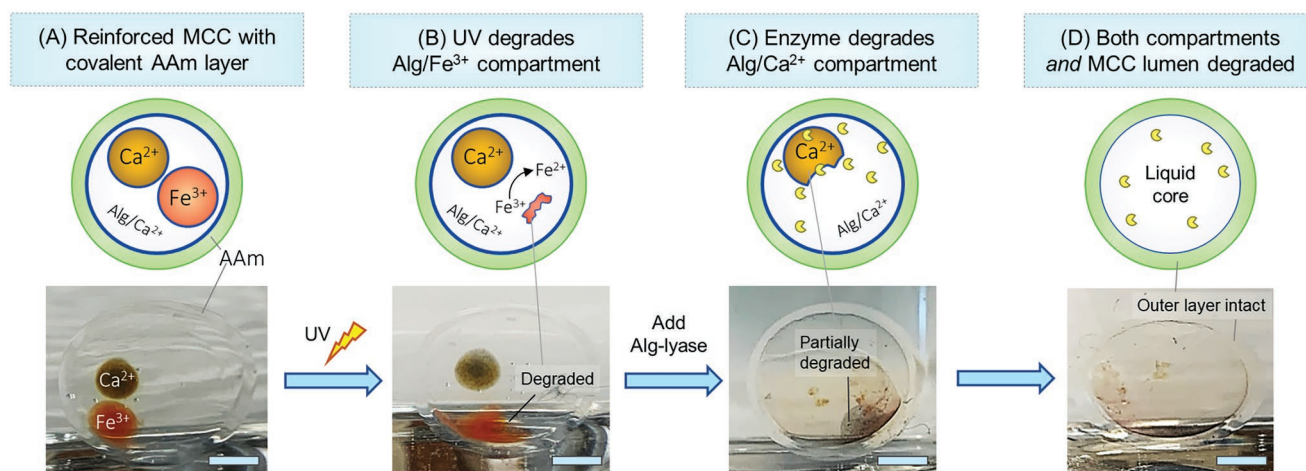 (A) Reinforced MCC with
covalent AAm layer
(B) UV degrades
Alg/Fe³⁺ compartment
(C) Enzyme degrades
Alg/Ca²⁺ compartment
(D) Both compartments
and MCC lumen degraded
Ca²⁺
Fe³⁺
Alg/Ca²⁺
AAm
Ca²⁺
Fe²⁺
Fe³⁺
Alg/Ca²⁺
Ca²⁺
Alg/Ca²⁺
Liquid
core
Ca²⁺
Fe³⁺
UV
Degraded
Add
Alg-lyase
Partially
degraded
Outer layer intact